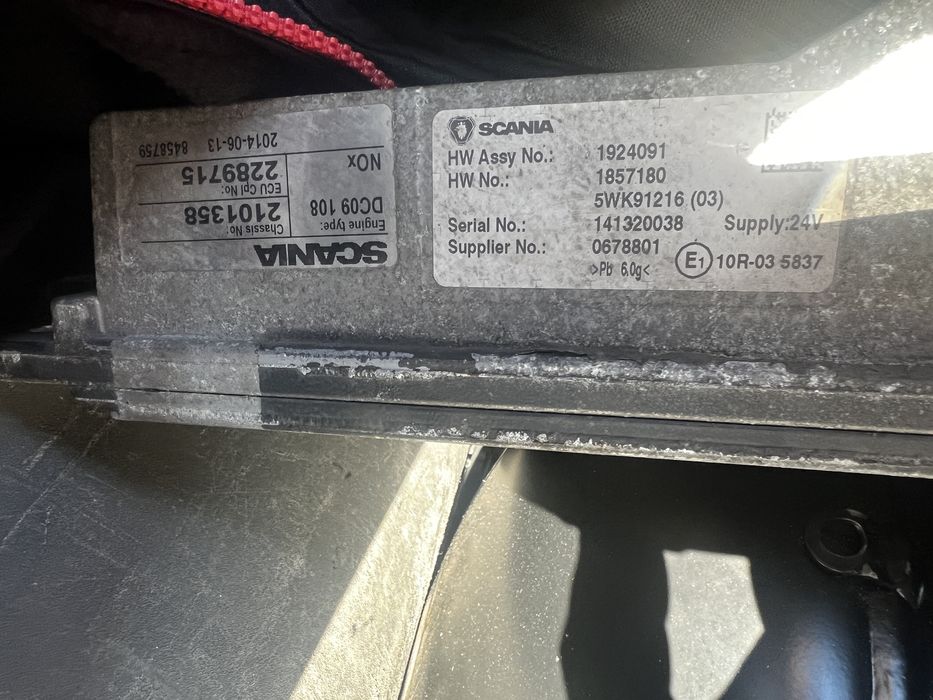 SCANIA
HW Assy No.: 1924091
HW No.: 1857180
5WK91216 (03)
Serial No.: 141320038 Supply:24V
Supplier No.: 0678801
>Pb 6.0g< E1 10R-03 5837
SCANIA
Engine type: Chassis No:
DC09 108 2101358
ECU Cpl No:
NOx 2289715
2014-06-13 8458759